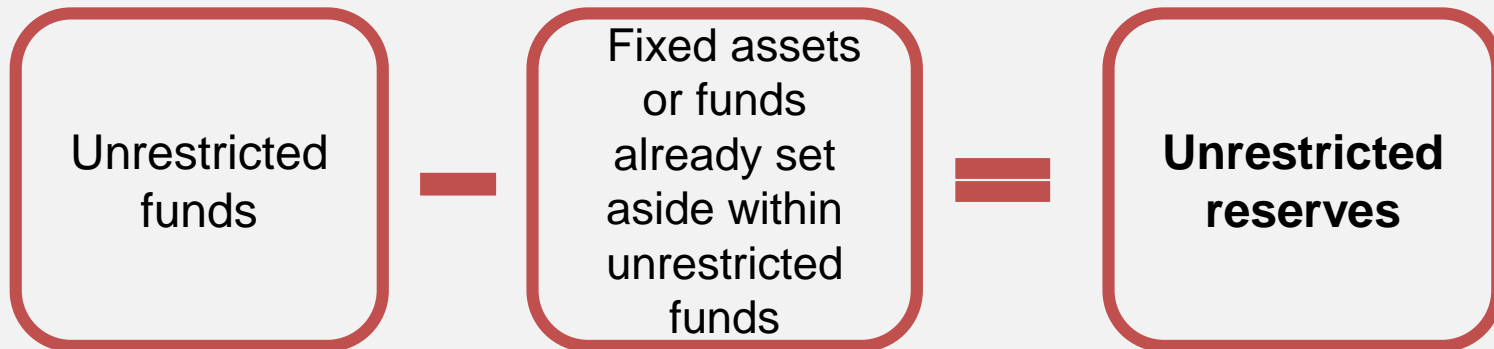 Unrestricted
funds
Fixed assets
or funds
already set
aside within
unrestricted
funds
Unrestricted
reserves